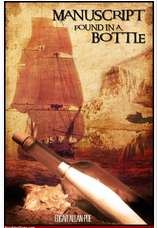 MANUSCRIPT
FOUND IN A
BOTTLE
EDGAR ALLAN POE